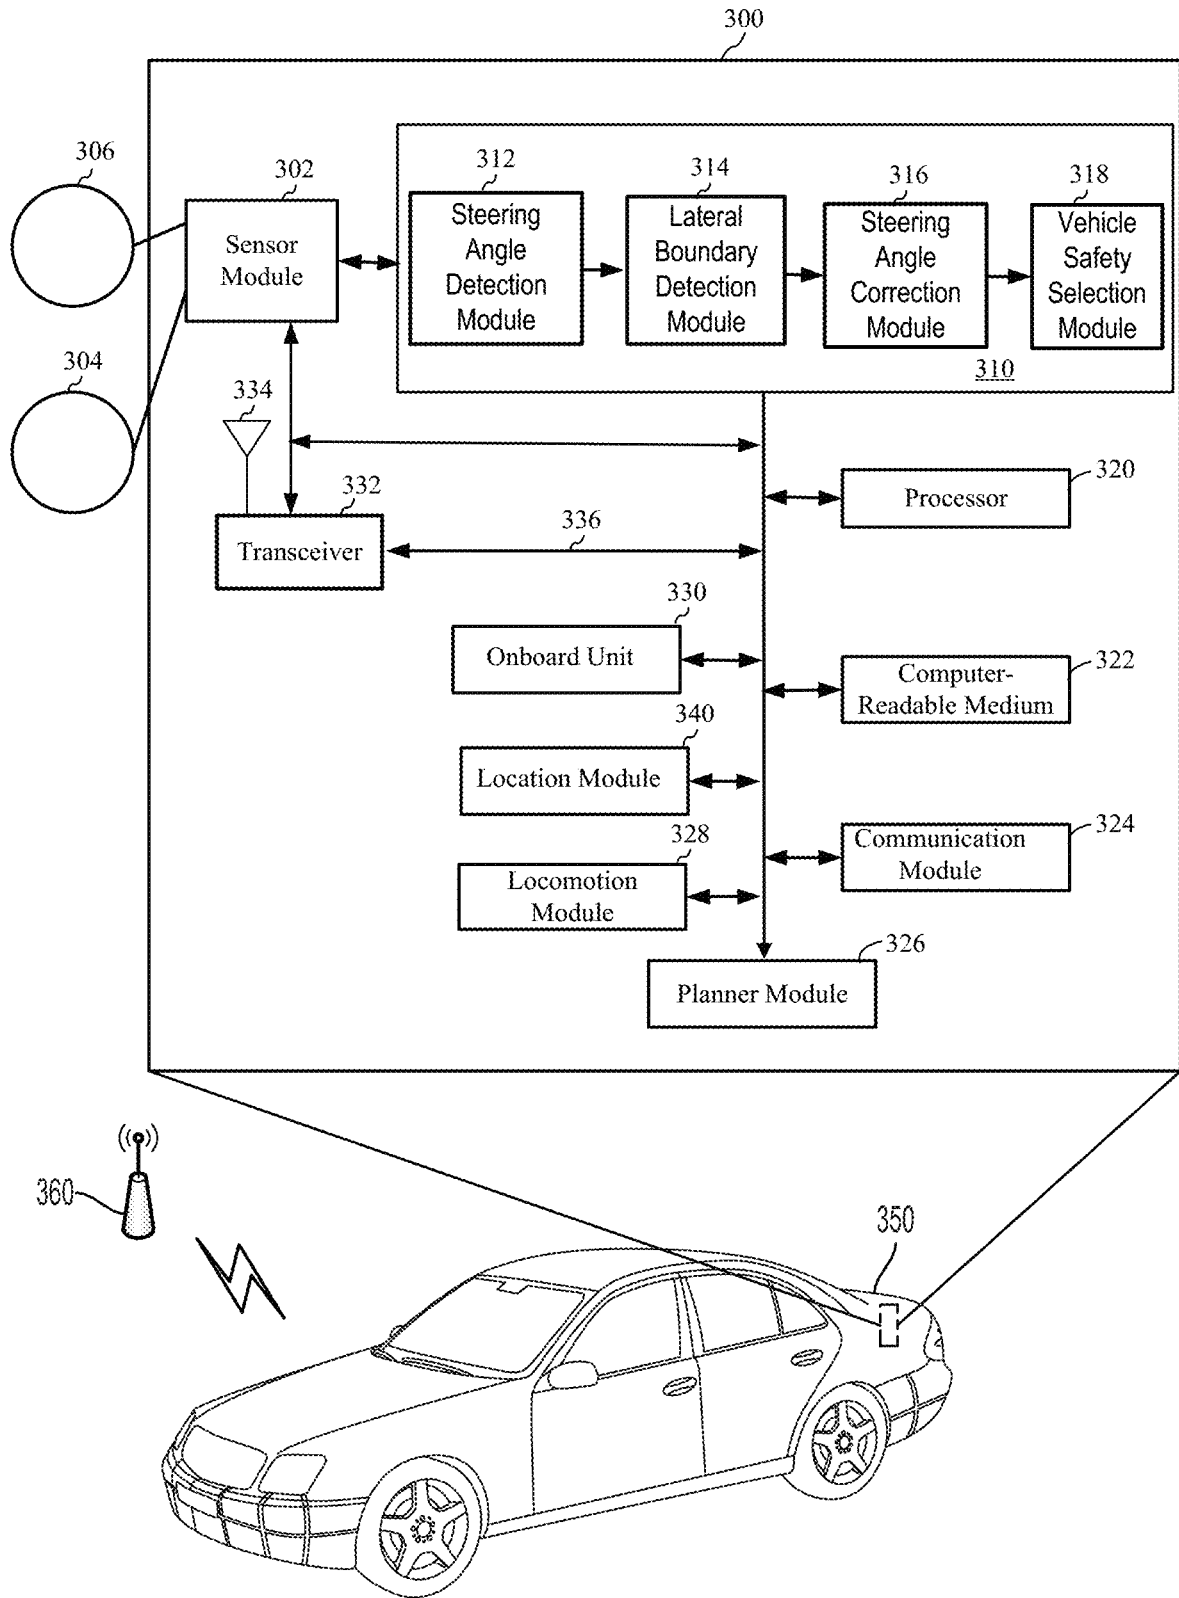 300
306
302
312
314
316
318
Sensor
Module
Steering
Angle
Detection
Module
Lateral
Boundary
Detection
Module
Steering
Angle
Correction
Module
Vehicle
Safety
Selection
Module
310
304
334
332
Transceiver
336
320
Processor
330
Onboard Unit
322
Computer-
Readable Medium
340
Location Module
324
Communication
Module
328
Locomotion
Module
326
Planner Module
360
350